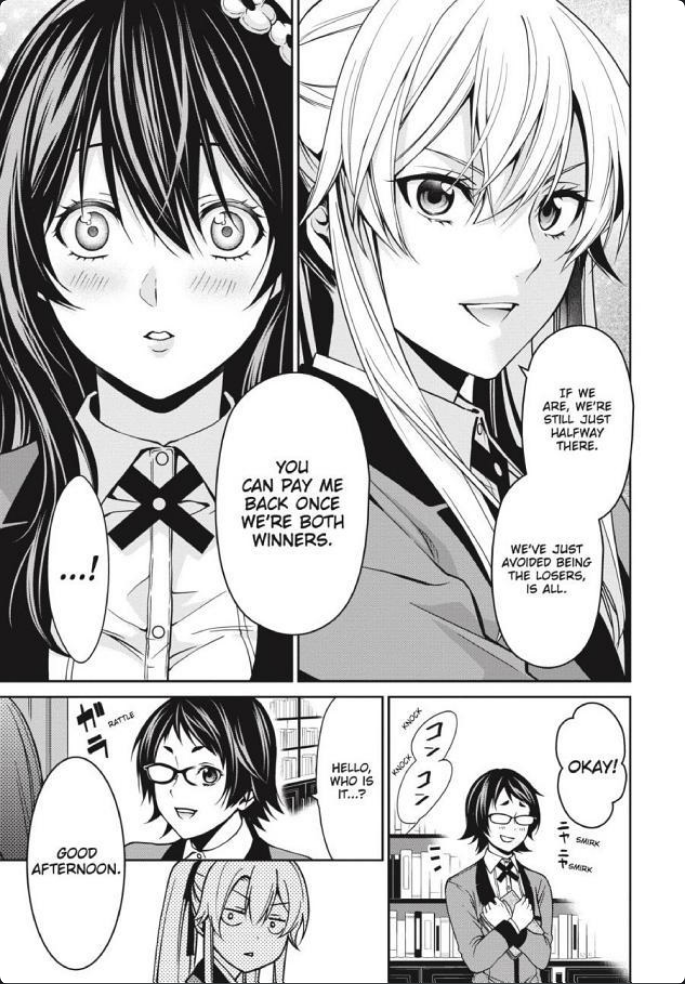 IF WE
ARE, WE'RE
STILL JUST
HALFWAY
THERE.
WE'VE JUST
AVOIDED BEING
THE LOSERS,
IS ALL.
YOU
CAN PAY ME
BACK ONCE
WE'RE BOTH
WINNERS.
...!
OKAY!
ニヤ
SMIRK
ニヤ
SMIRK
KNOCK
コン
KNOCK
コン
HELLO,
WHO IS
IT...?
ガラ
RATTLE
GOOD
AFTERNOON.